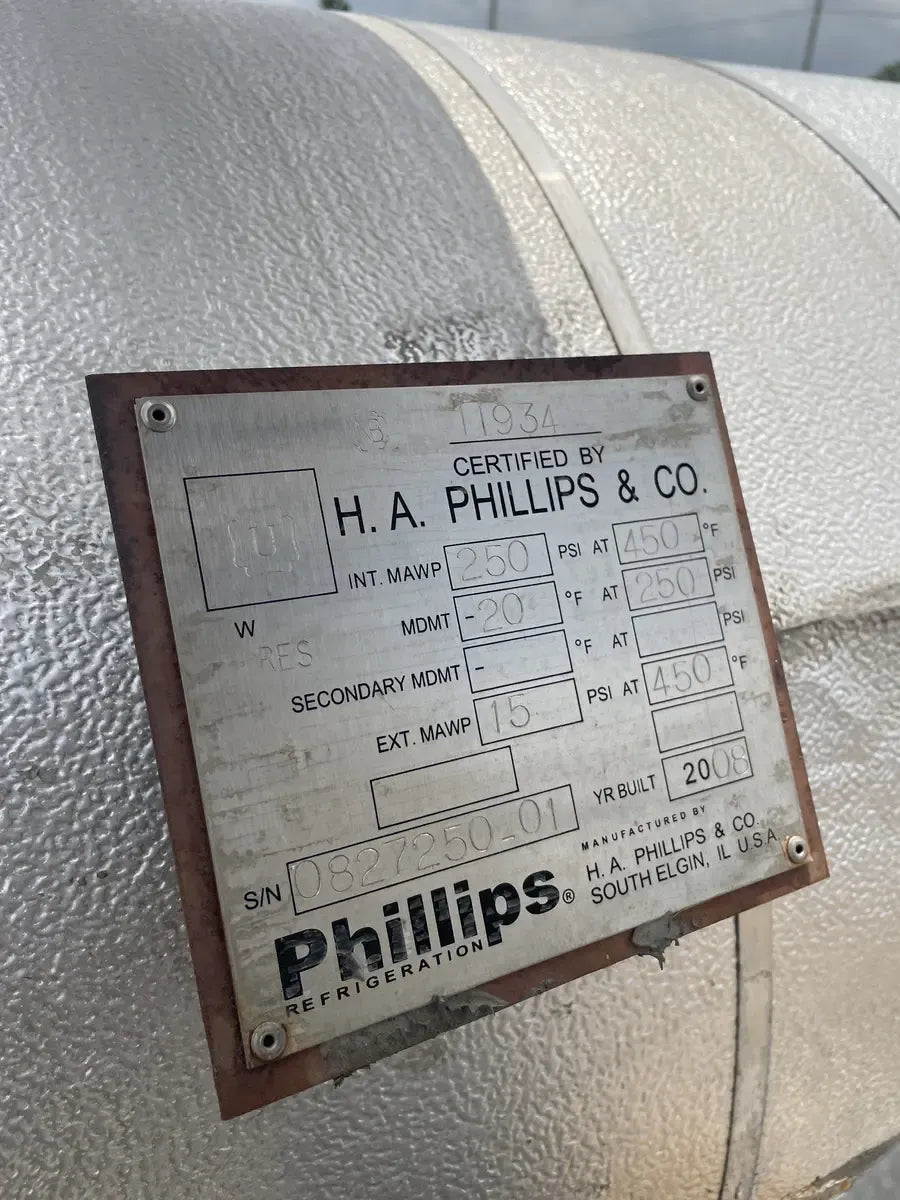 B 11934
CERTIFIED BY
H. A. PHILLIPS & CO.
U
W
RES
INT. MAWP 250 PSI AT 450 °F
MDMT -20 °F AT 250 PSI
SECONDARY MDMT - °F AT PSI
EXT. MAWP 15 PSI AT 450 °F
YR BUILT 2008
S/N 0827250-01
MANUFACTURED BY
H. A. PHILLIPS & CO.
SOUTH ELGIN, IL U.S.A.
Phillips®
REFRIGERATION